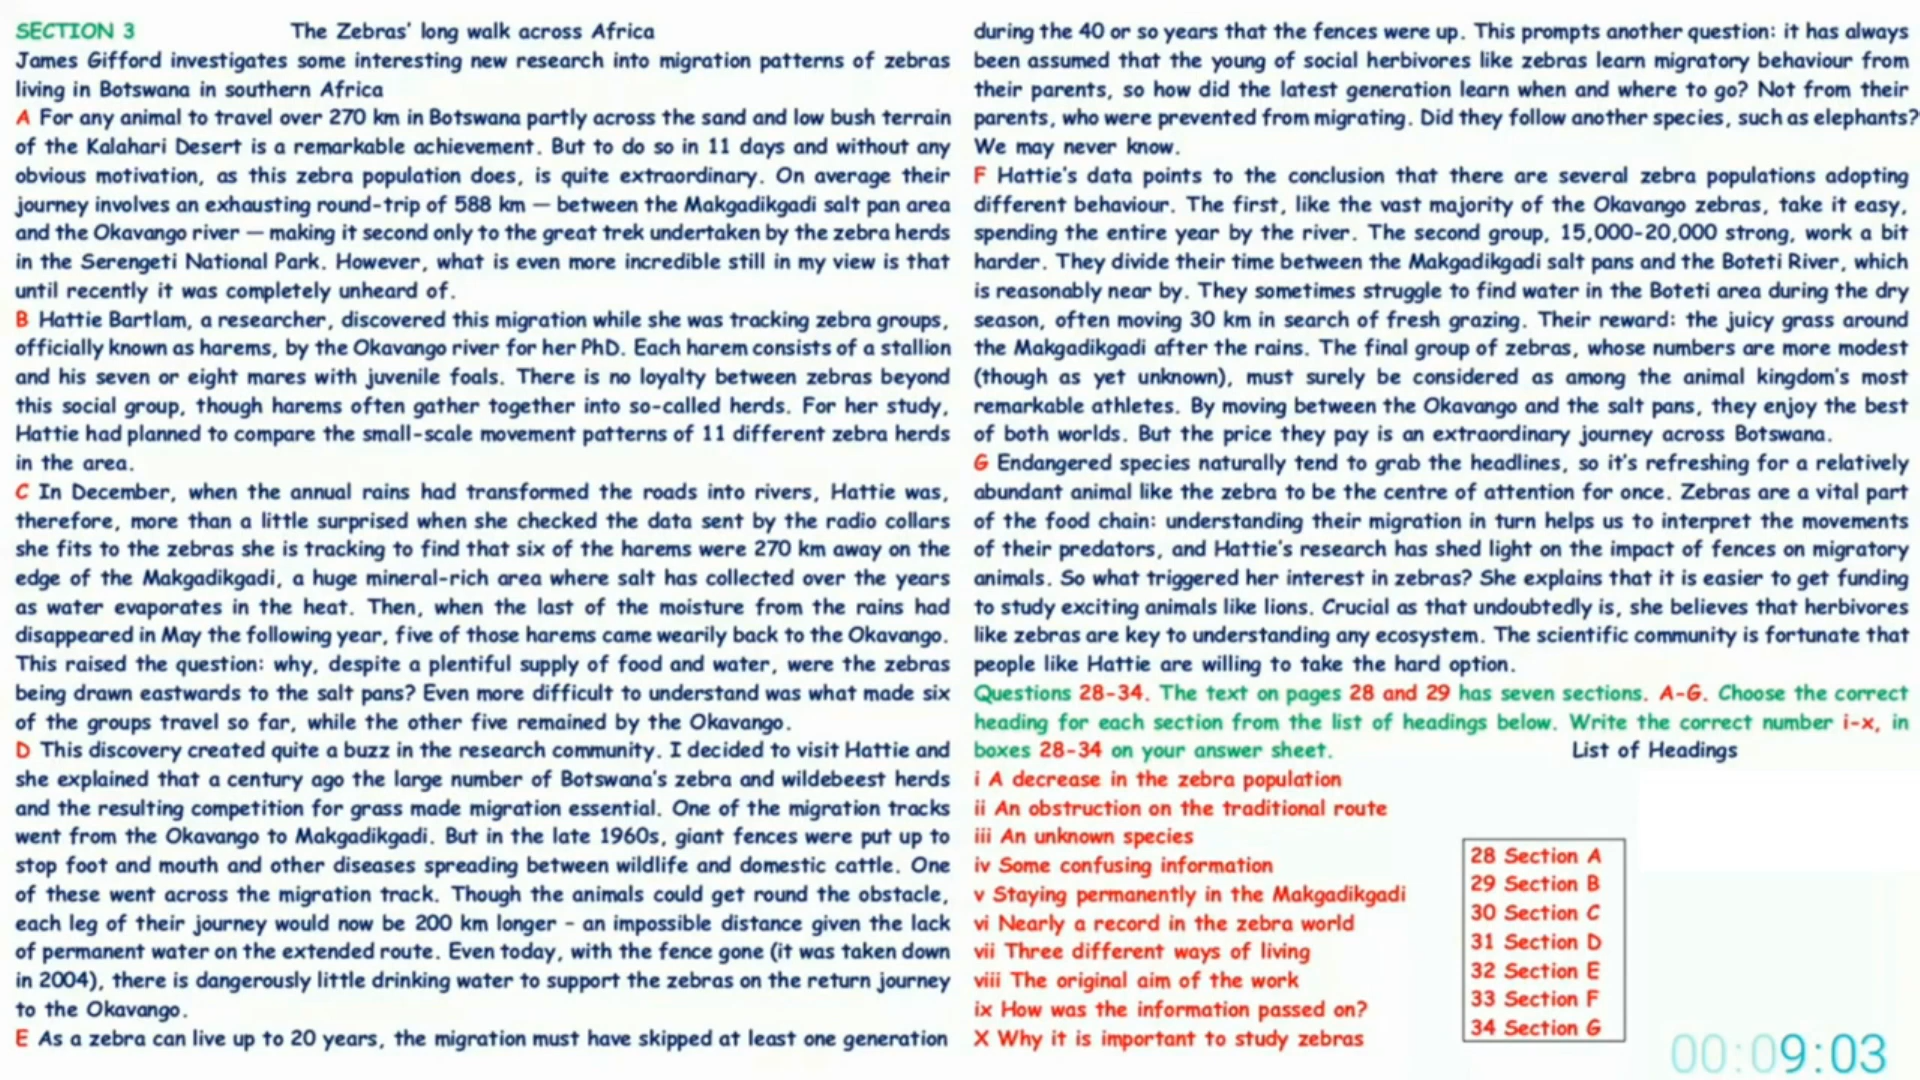 SECTION 3 The Zebras' long walk across Africa
James Gifford investigates some interesting new research into migration patterns of zebras
living in Botswana in southern Africa
A For any animal to travel over 270 km in Botswana partly across the sand and low bush terrain
of the Kalahari Desert is a remarkable achievement. But to do so in 11 days and without any
obvious motivation, as this zebra population does, is quite extraordinary. On average their
journey involves an exhausting round-trip of 588 km — between the Makgadikgadi salt pan area
and the Okavango river — making it second only to the great trek undertaken by the zebra herds
in the Serengeti National Park. However, what is even more incredible still in my view is that
until recently it was completely unheard of.
B Hattie Bartlam, a researcher, discovered this migration while she was tracking zebra groups,
officially known as harems, by the Okavango river for her PhD. Each harem consists of a stallion
and his seven or eight mares with juvenile foals. There is no loyalty between zebras beyond
this social group, though harems often gather together into so-called herds. For her study,
Hattie had planned to compare the small-scale movement patterns of 11 different zebra herds
in the area.
C In December, when the annual rains had transformed the roads into rivers, Hattie was,
therefore, more than a little surprised when she checked the data sent by the radio collars
she fits to the zebras she is tracking to find that six of the harems were 270 km away on the
edge of the Makgadikgadi, a huge mineral-rich area where salt has collected over the years
as water evaporates in the heat. Then, when the last of the moisture from the rains had
disappeared in May the following year, five of those harems came wearily back to the Okavango.
This raised the question: why, despite a plentiful supply of food and water, were the zebras
being drawn eastwards to the salt pans? Even more difficult to understand was what made six
of the groups travel so far, while the other five remained by the Okavango.
D This discovery created quite a buzz in the research community. I decided to visit Hattie and
she explained that a century ago the large number of Botswana's zebra and wildebeest herds
and the resulting competition for grass made migration essential. One of the migration tracks
went from the Okavango to Makgadikgadi. But in the late 1960s, giant fences were put up to
stop foot and mouth and other diseases spreading between wildlife and domestic cattle. One
of these went across the migration track. Though the animals could get round the obstacle,
each leg of their journey would now be 200 km longer - an impossible distance given the lack
of permanent water on the extended route. Even today, with the fence gone (it was taken down
in 2004), there is dangerously little drinking water to support the zebras on the return journey
to the Okavango.
E As a zebra can live up to 20 years, the migration must have skipped at least one generation
during the 40 or so years that the fences were up. This prompts another question: it has always
been assumed that the young of social herbivores like zebras learn migratory behaviour from
their parents, so how did the latest generation learn when and where to go? Not from their
parents, who were prevented from migrating. Did they follow another species, such as elephants?
We may never know.
F Hattie's data points to the conclusion that there are several zebra populations adopting
different behaviour. The first, like the vast majority of the Okavango zebras, take it easy,
spending the entire year by the river. The second group, 15,000-20,000 strong, work a bit
harder. They divide their time between the Makgadikgadi salt pans and the Boteti River, which
is reasonably near by. They sometimes struggle to find water in the Boteti area during the dry
season, often moving 30 km in search of fresh grazing. Their reward: the juicy grass around
the Makgadikgadi after the rains. The final group of zebras, whose numbers are more modest
(though as yet unknown), must surely be considered as among the animal kingdom's most
remarkable athletes. By moving between the Okavango and the salt pans, they enjoy the best
of both worlds. But the price they pay is an extraordinary journey across Botswana.
G Endangered species naturally tend to grab the headlines, so it's refreshing for a relatively
abundant animal like the zebra to be the centre of attention for once. Zebras are a vital part
of the food chain: understanding their migration in turn helps us to interpret the movements
of their predators, and Hattie's research has shed light on the impact of fences on migratory
animals. So what triggered her interest in zebras? She explains that it is easier to get funding
to study exciting animals like lions. Crucial as that undoubtedly is, she believes that herbivores
like zebras are key to understanding any ecosystem. The scientific community is fortunate that
people like Hattie are willing to take the hard option.
Questions 28-34. The text on pages 28 and 29 has seven sections. A-G. Choose the correct
heading for each section from the list of headings below. Write the correct number i-x, in
boxes 28-34 on your answer sheet. List of Headings
i A decrease in the zebra population
ii An obstruction on the traditional route
iii An unknown species
iv Some confusing information
v Staying permanently in the Makgadikgadi
vi Nearly a record in the zebra world
vii Three different ways of living
viii The original aim of the work
ix How was the information passed on?
X Why it is important to study zebras
28 Section A
29 Section B
30 Section C
31 Section D
32 Section E
33 Section F
34 Section G
00:09:03